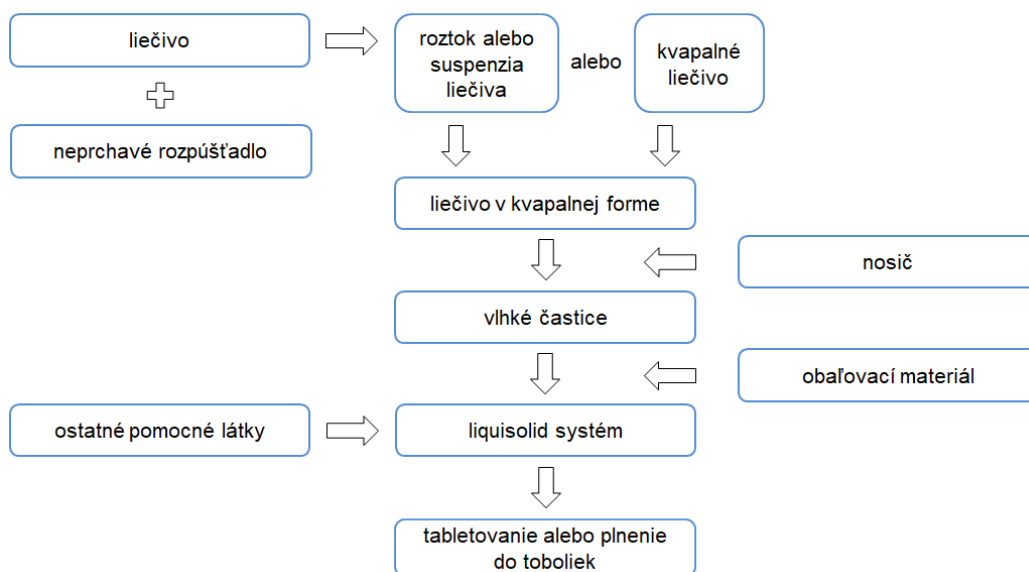 liečivo
neprchavé rozpúšťadlo
roztok alebo
suspenzia
liečiva
alebo
kvapalné
liečivo
liečivo v kvapalnej forme
nosič
vlhké častice
obaľovací materiál
ostatné pomocné látky
liquisolid systém
tabletovanie alebo plnenie
do toboliek